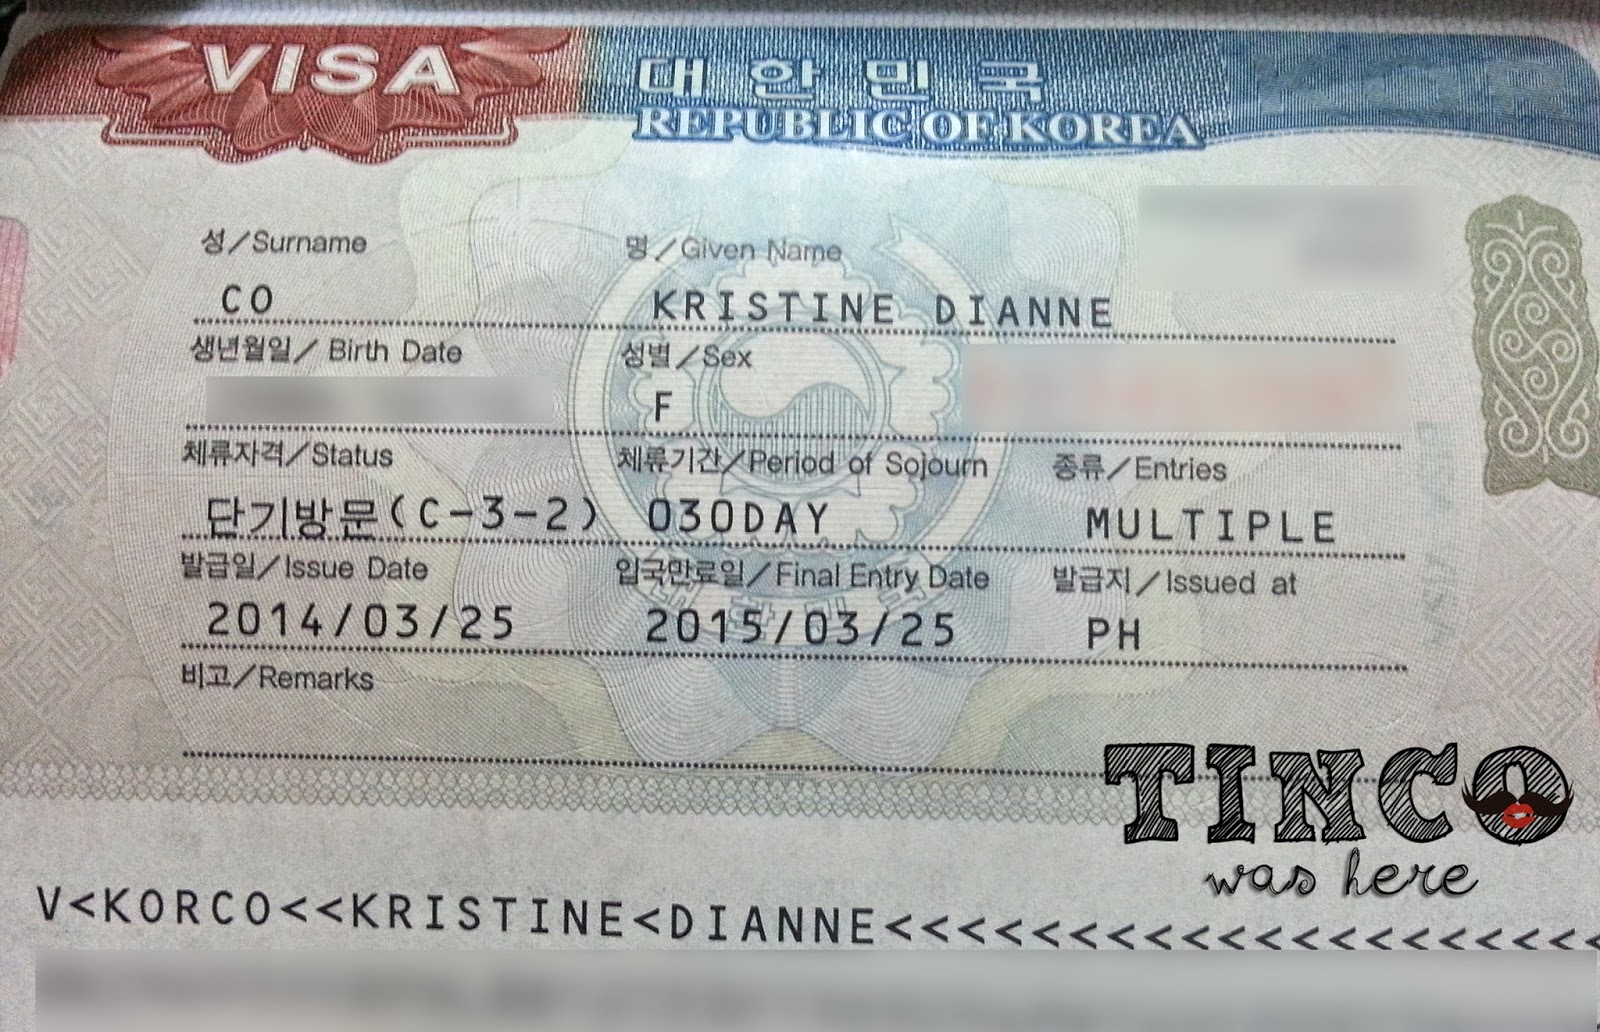 VISA 대한민국 KOR
REPUBLIC OF KOREA
성/Surname 명/Given Name
CO KRISTINE DIANNE
생년월일/Birth Date 성별/Sex
F
체류자격/Status 체류기간/Period of Sojourn 종류/Entries
단기방문(C-3-2) 030DAY MULTIPLE
발급일/Issue Date 입국만료일/Final Entry Date 발급지/Issued at
2014/03/25 2015/03/25 PH
비고/Remarks
TINCO
was here
V<KORCO<<KRISTINE<DIANNE<<<<<<<<<<<<<<<<<<<<